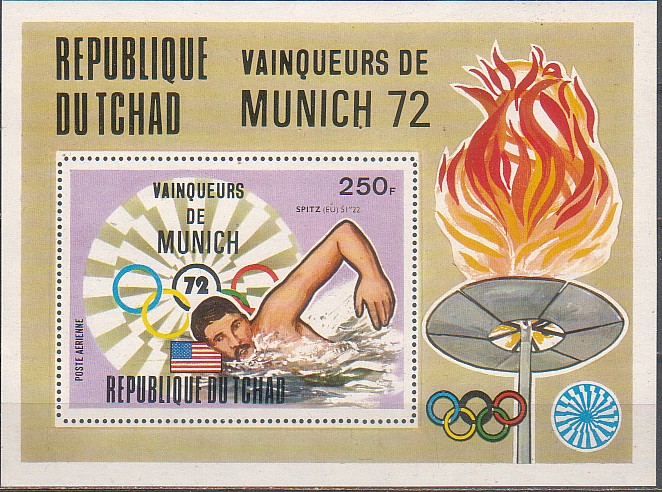 REPUBLIQUE
DU TCHAD
VAINQUEURS DE
MUNICH 72
VAINQUEURS
DE
MUNICH
250F
SPITZ (EU) 51"22
72
POSTE AERIENNE
REPUBLIQUE DU TCHAD